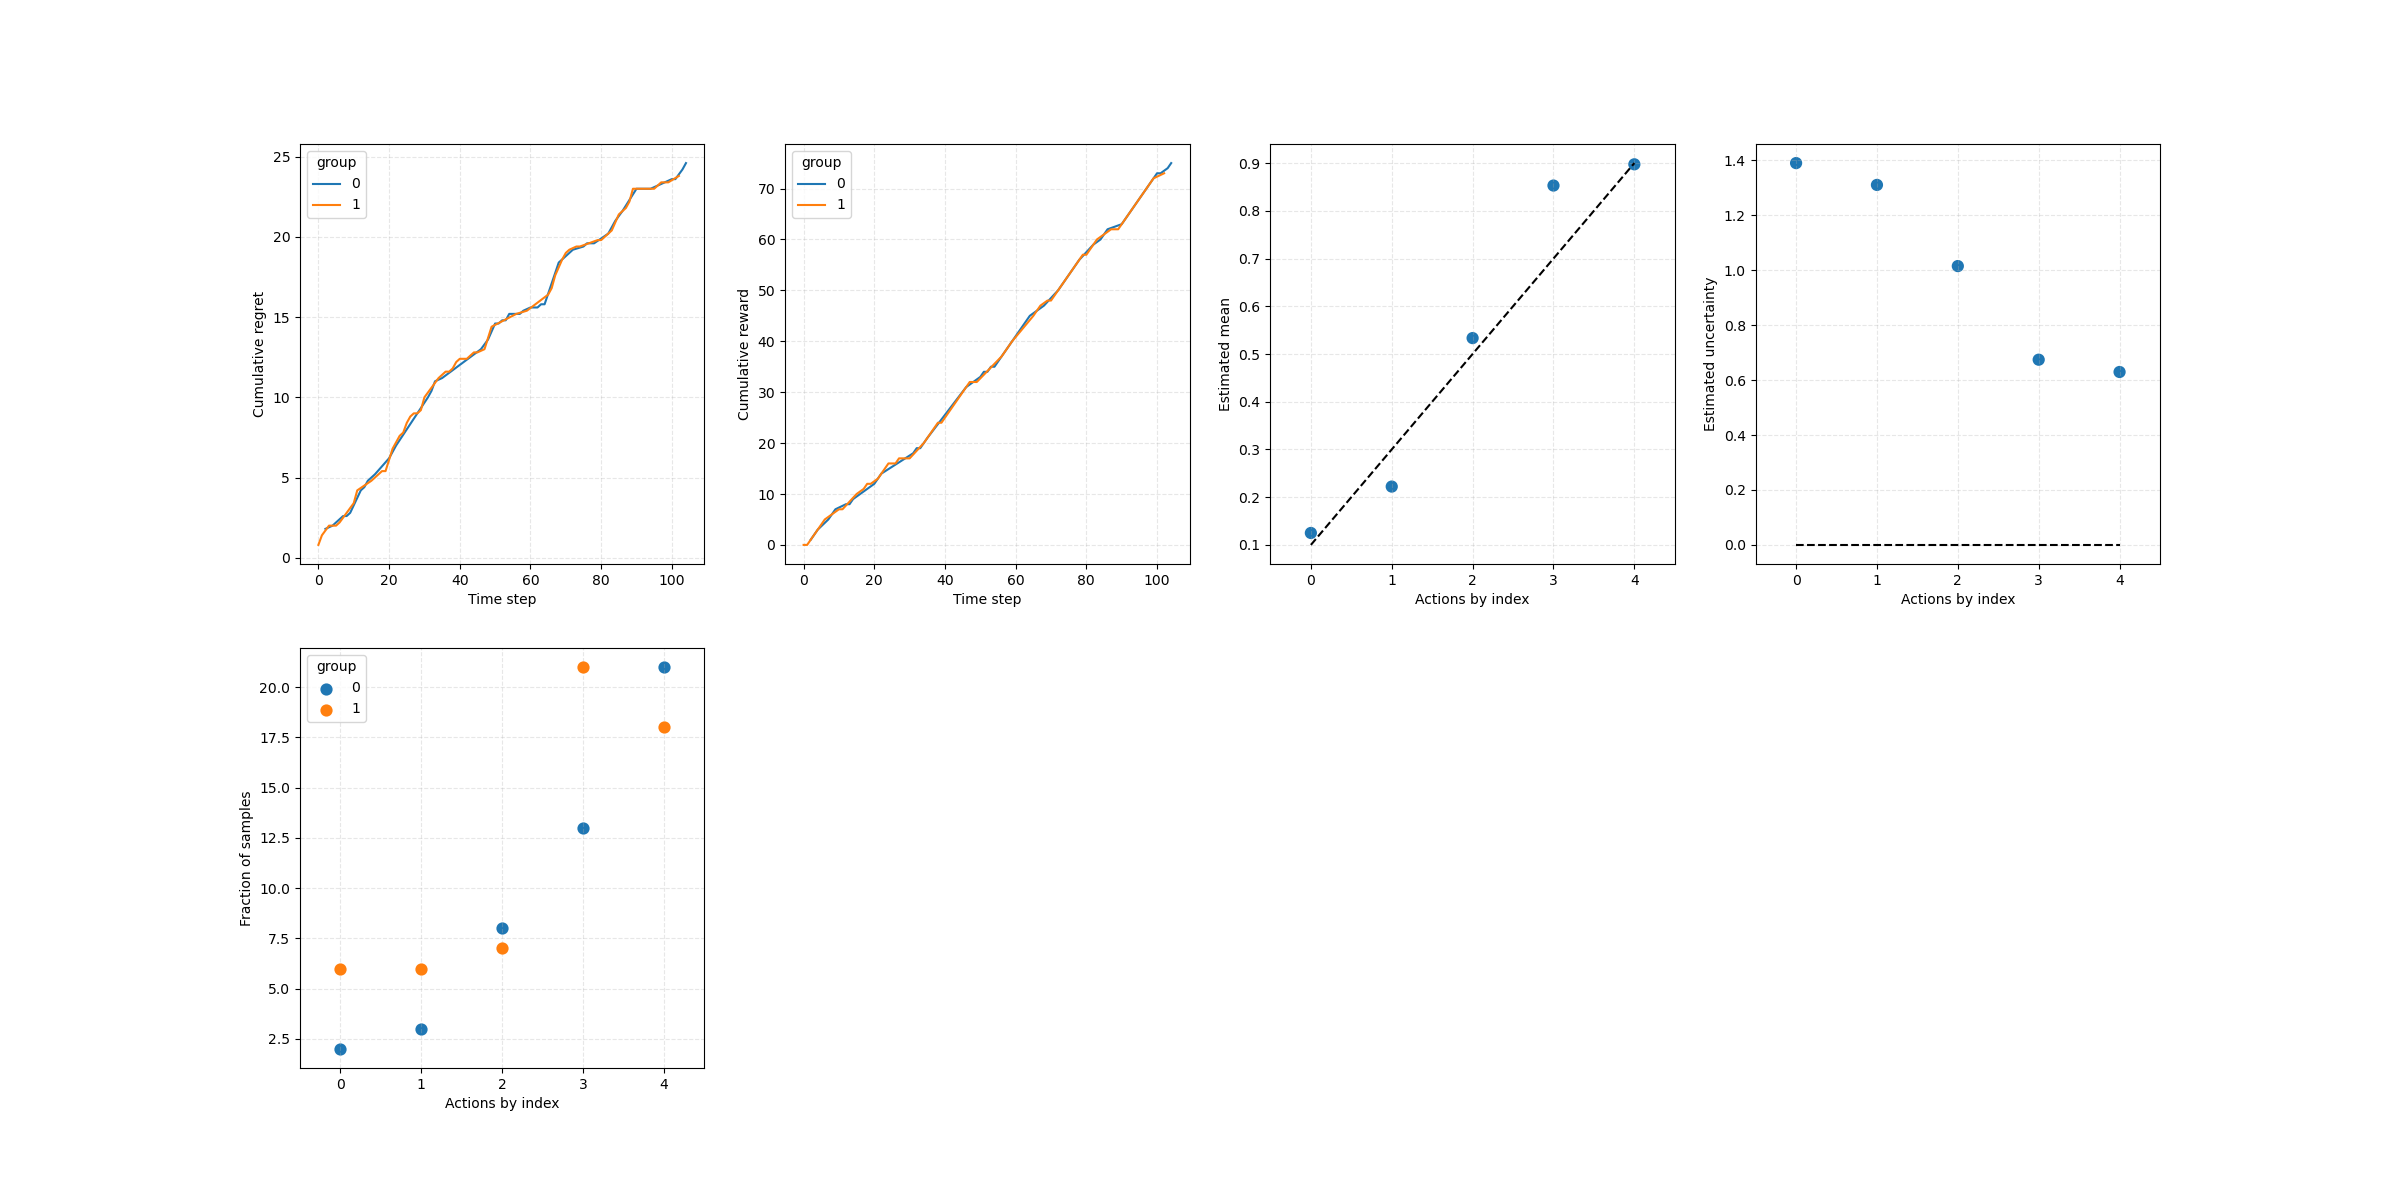 group
0
1
25
20
15
10
5
0
Cumulative regret
0 20 40 60 80 100
Time step
group
0
1
70
60
50
40
30
20
10
0
Cumulative reward
0 20 40 60 80 100
Time step
0.9
0.8
0.7
0.6
0.5
0.4
0.3
0.2
0.1
Estimated mean
0 1 2 3 4
Actions by index
1.4
1.2
1.0
0.8
0.6
0.4
0.2
0.0
Estimated uncertainty
0 1 2 3 4
Actions by index
group
0
1
20.0
17.5
15.0
12.5
10.0
7.5
5.0
2.5
Fraction of samples
0 1 2 3 4
Actions by index